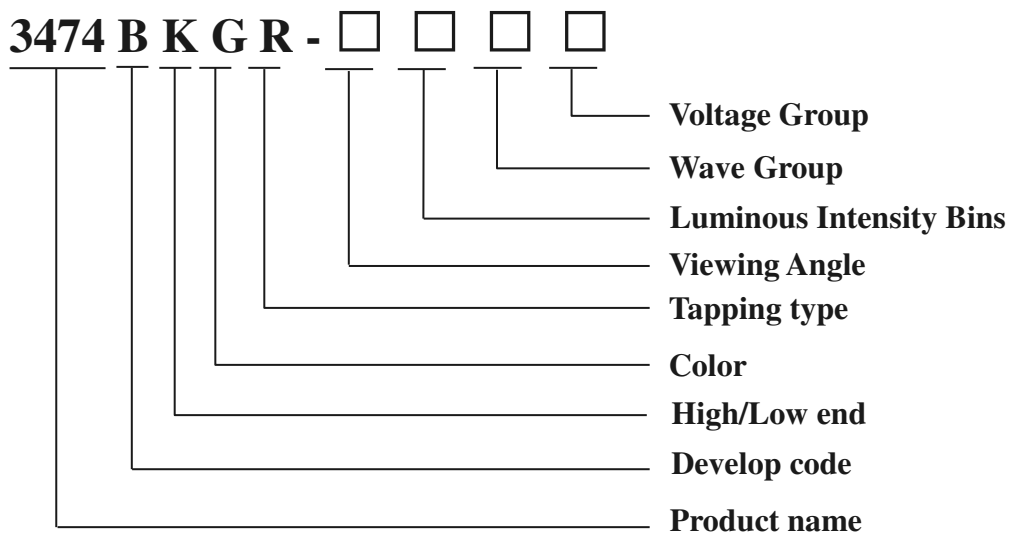 3474 B K G R - □ □ □ □
Voltage Group
Wave Group
Luminous Intensity Bins
Viewing Angle
Tapping type
Color
High/Low end
Develop code
Product name